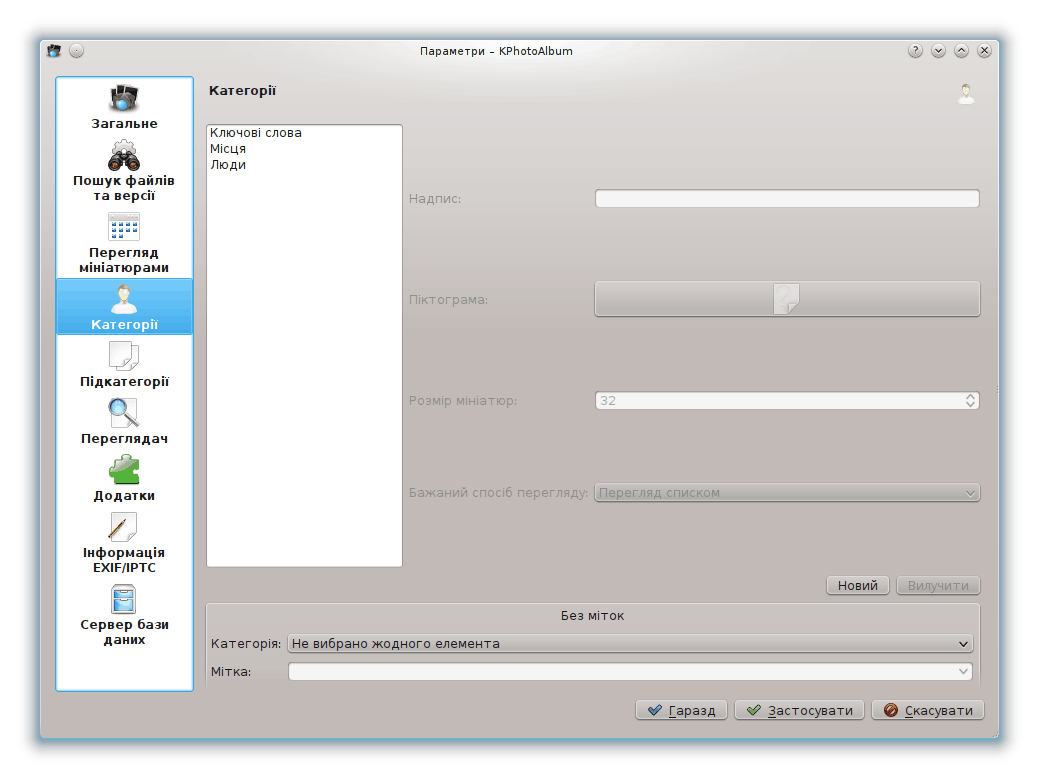 Параметри – KPhotoAlbum
Загальне
Пошук файлів
та версії
Перегляд
мініатюрами
Категорії
Підкатегорії
Переглядач
Додатки
Інформація
EXIF/IPTC
Сервер бази
даних
Категорії
Ключові слова
Місця
Люди
Надпис:
Піктограма:
Розмір мініатюр: 32
Бажаний спосіб перегляду: Перегляд списком
Новий Вилучити
Без міток
Категорія: Не вибрано жодного елемента
Мітка:
Гаразд Застосувати Скасувати